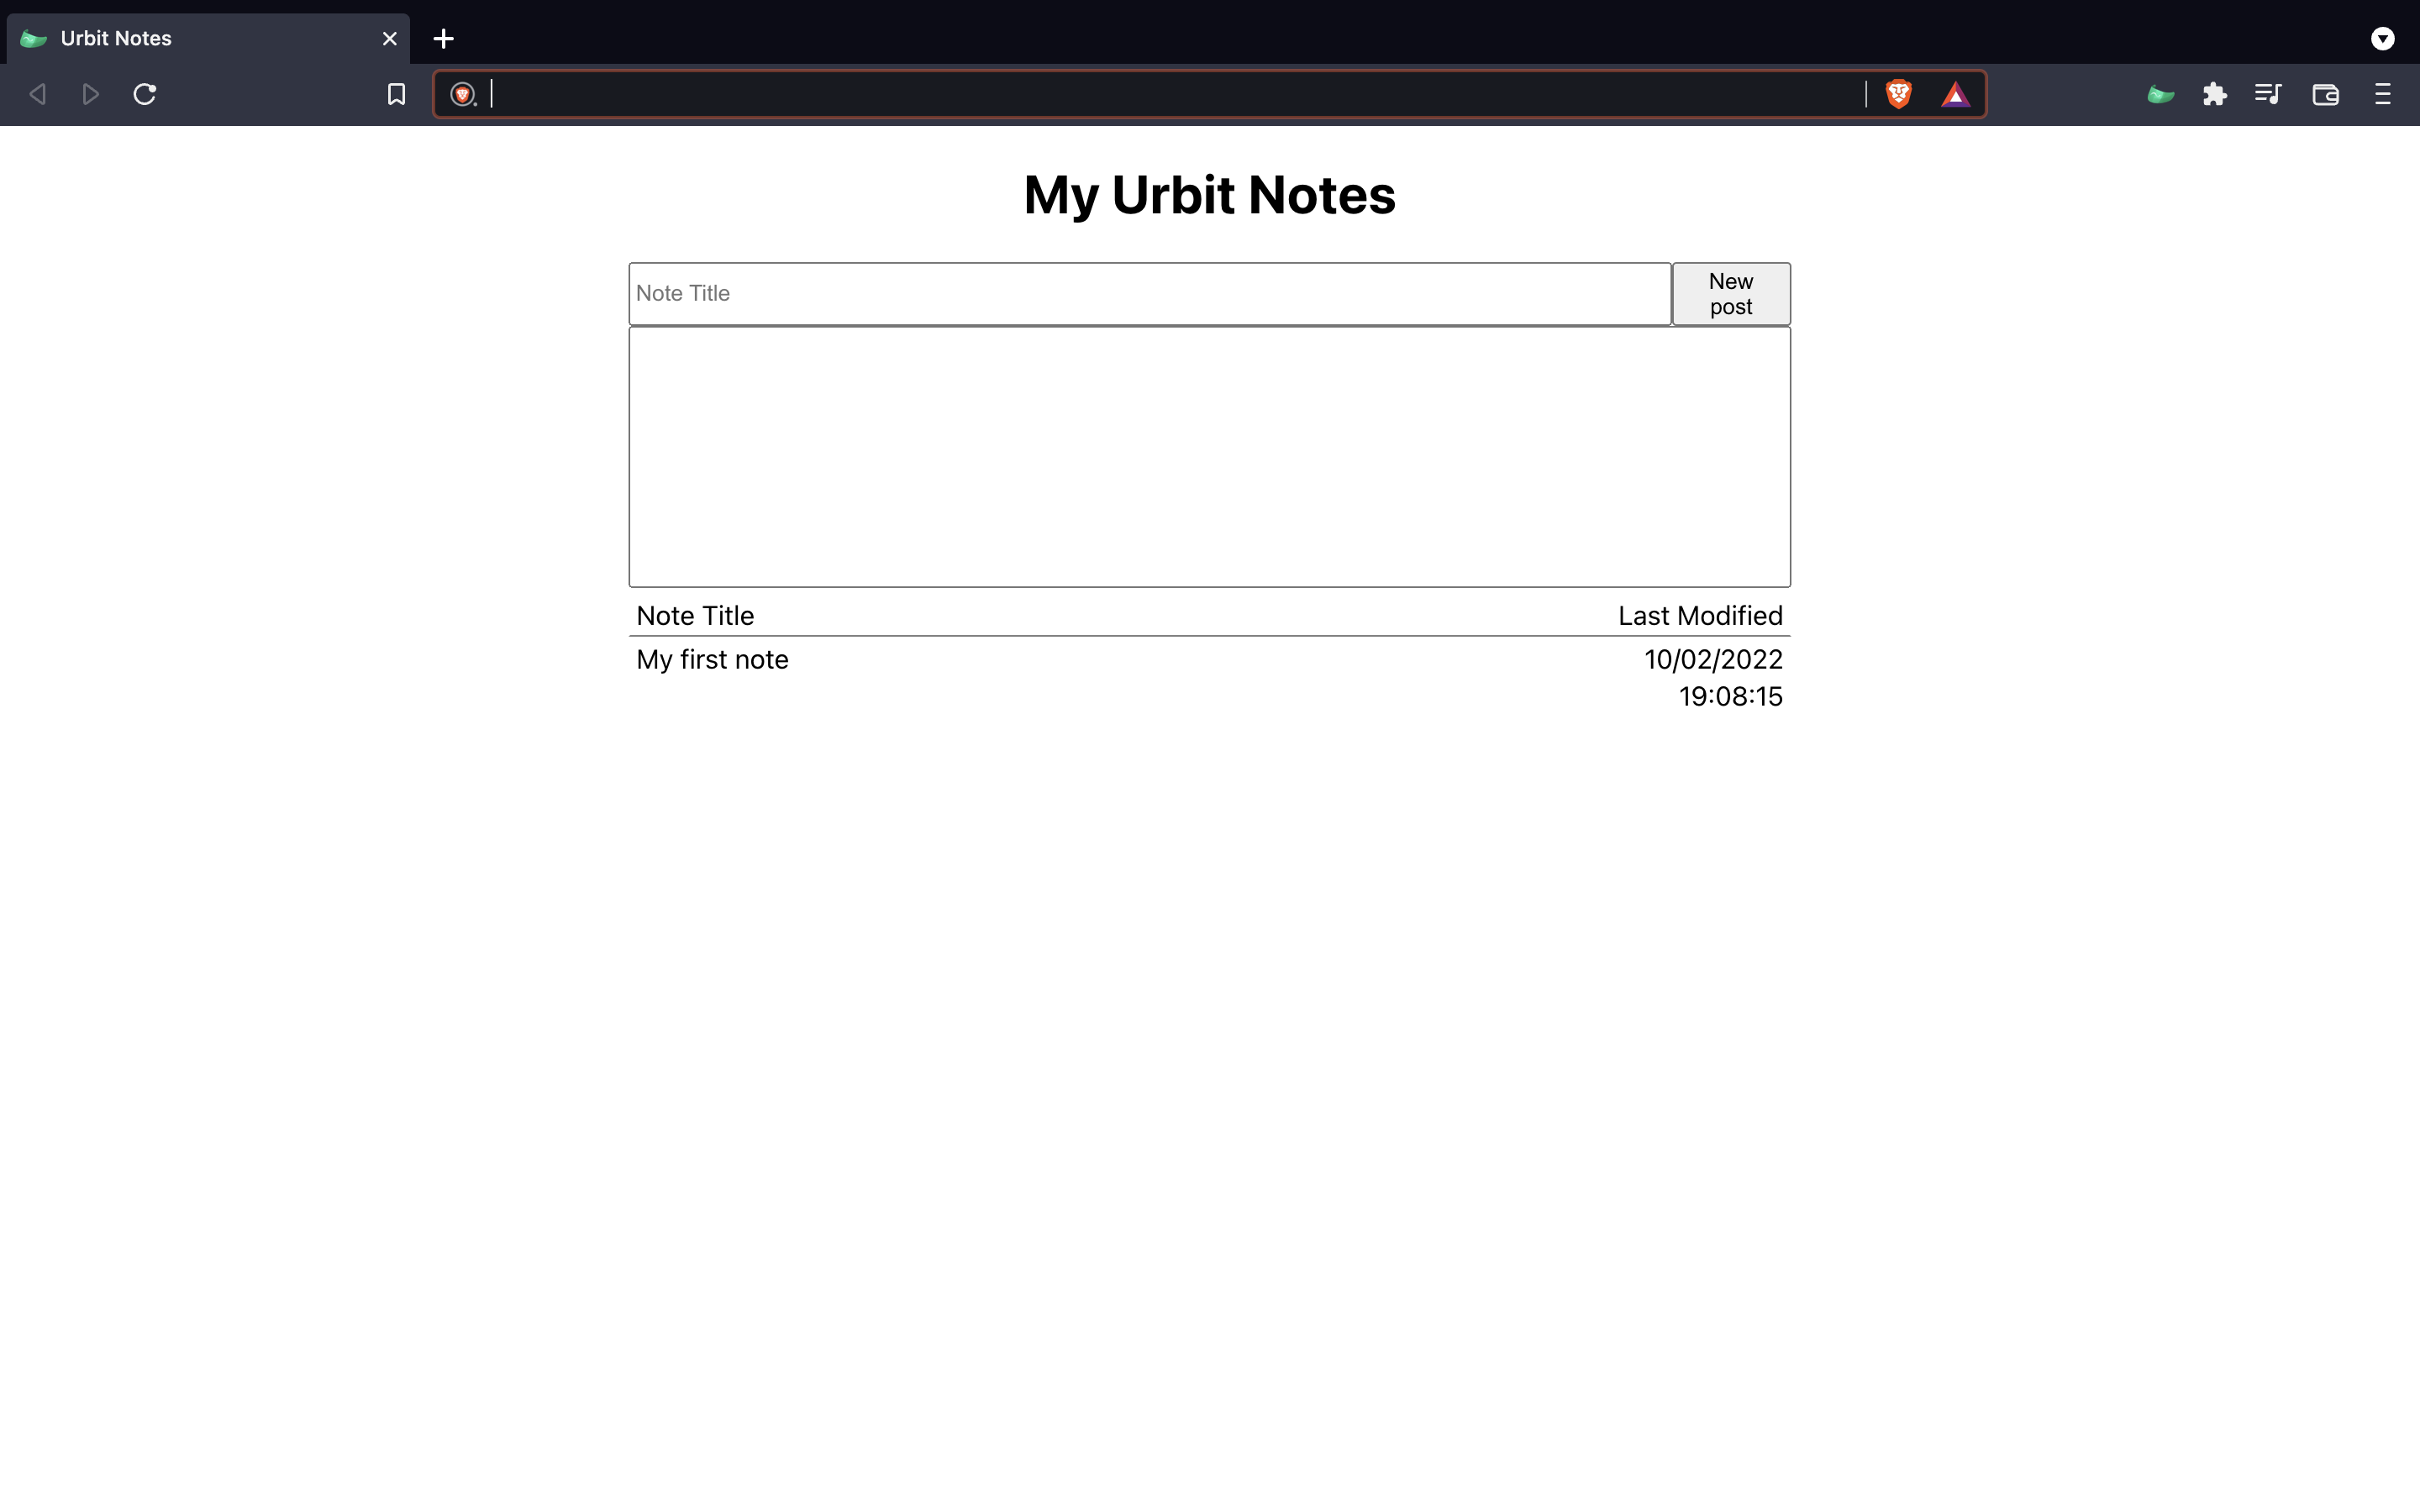 Urbit Notes
My Urbit Notes
Note Title
New
post
Note Title Last Modified
My first note 10/02/2022
19:08:15